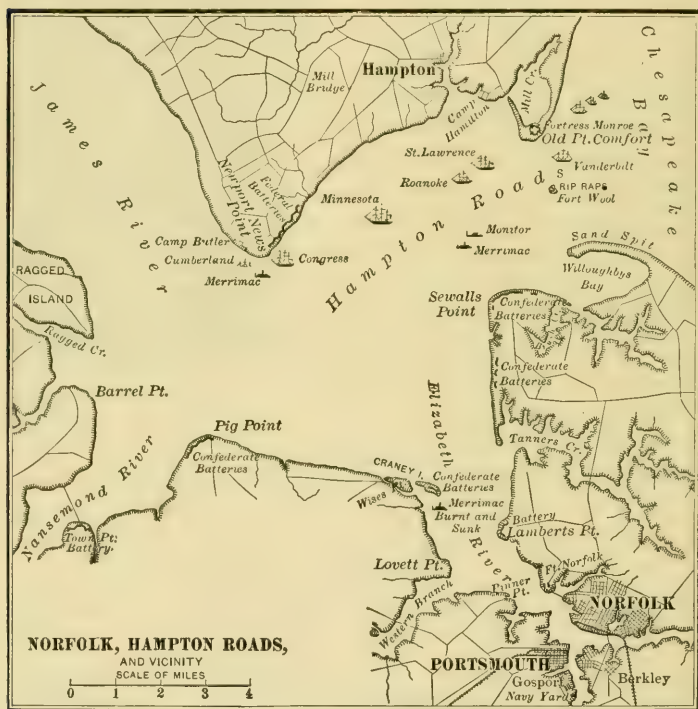 Chesapeake
Bay
James River
Mill
Bridge
Hampton
Mill Cr.
Camp
Hamilton
Fortress Monroe
Old Pt. Comfort
St. Lawrence
Vanderbilt
Roanoke
RIP RAPS
Fort Wool
Newport News
Point
Federal
Batteries
Minnesota
Hampton Roads
Monitor
Merrimac
Sand Spit
Camp Butler
Cumberland
Congress
Merrimac
Willoughbys
Bay
RAGGED
ISLAND
Ragged Cr.
Sewalls
Point
Confederate
Batteries
Confederate
Batteries
Barrel Pt.
Elizabeth
River
Pig Point
Confederate
Batteries
Tanners Cr.
Nansemond River
CRANEY I.
Confederate
Batteries
Wises
Merrimac
Burnt and
Sunk
Battery
Lamberts Pt.
Town Pt.
Battery.
Lovett Pt.
Ft. Norfolk
Western Branch
Pinner
Pt.
NORFOLK
NORFOLK, HAMPTON ROADS,
AND VICINITY
SCALE OF MILES
0 1 2 3 4
PORTSMOUTH
Gosport
Navy Yard
Berkley